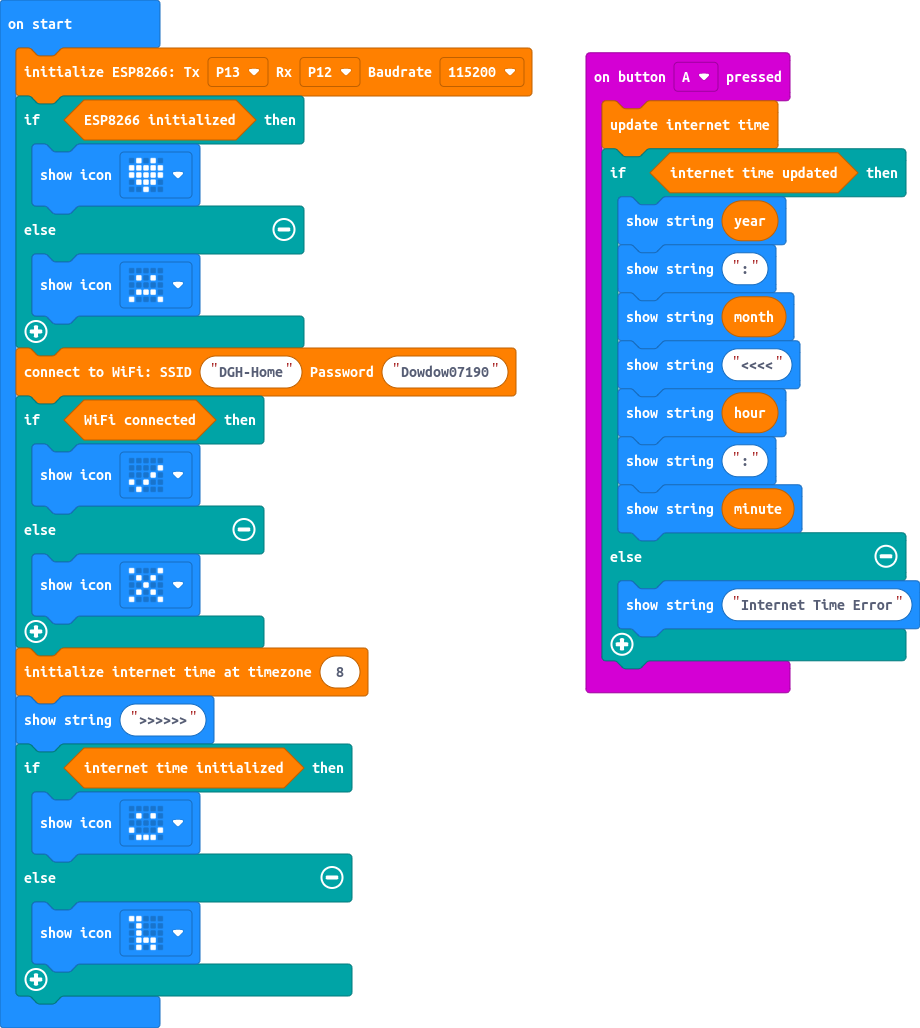 on start
initialize ESP8266: Tx P13 Rx P12 Baudrate 115200
if ESP8266 initialized then
show icon
else
show icon
connect to WiFi: SSID "DGH-Home" Password "Dowdow07190"
if WiFi connected then
show icon
else
show icon
initialize internet time at timezone 8
show string ">>>>>>"
if internet time initialized then
show icon
else
show icon
on button A pressed
update internet time
if internet time updated then
show string year
show string ":"
show string month
show string "<<<<"
show string hour
show string ":"
show string minute
else
show string "Internet Time Error"